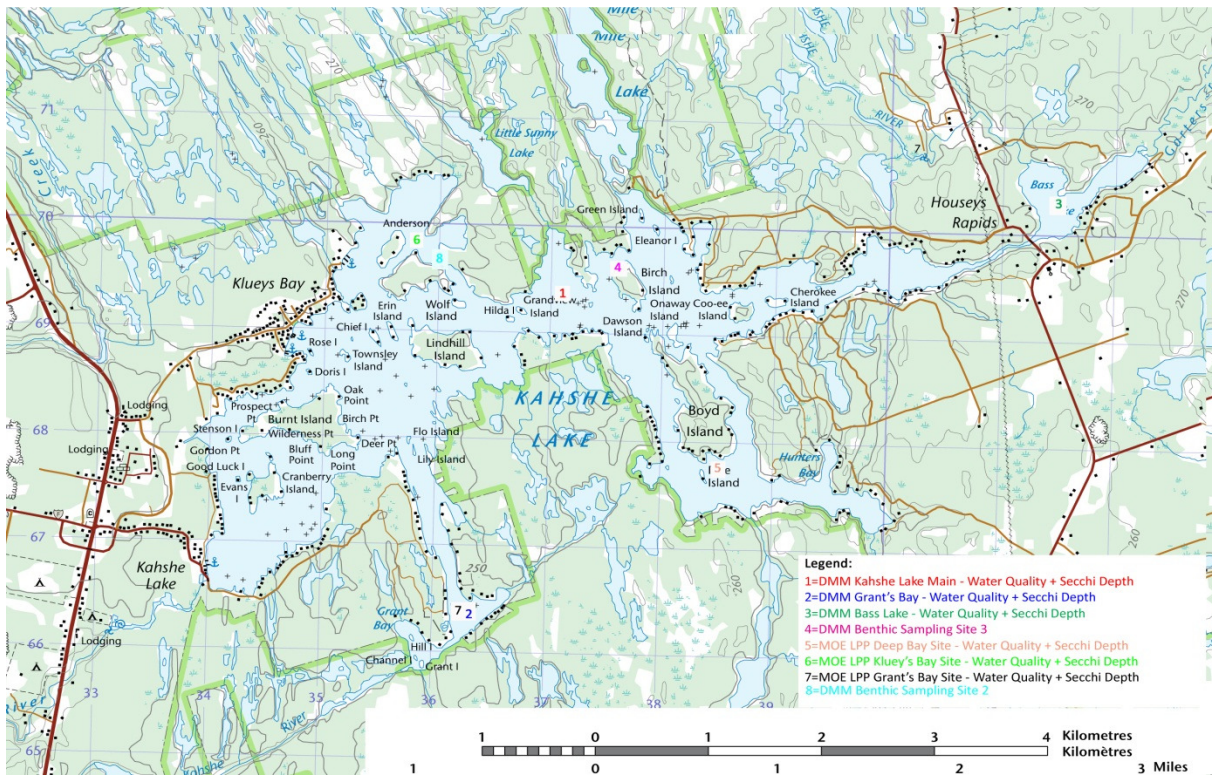 Mile
Mile
Lake
ISHE
270
260
71
Creek
Little Sunny
Lake
RIVER
7
270
Bass
3
Green Island
Houseys
Rapids
70
Anderson
6
8
Eleanor I
4
Birch
Island
Klueys Bay
1
Erin
Island
Wolf
Island
Hilda I
Grandview
Island
Onaway
Coo-ee
Island
Cherokee
Island
Dawson
Island
69
Chief I
Rose I
Townsley
Island
Lindhill
Island
Doris I
Oak
Point
KAHSHE
LAKE
Lodging
Prospect
Pt
Burnt Island
Birch Pt
Boyd
Island
68
Stenson I
Wilderness Pt
Flo Island
Lodging
Gordon Pt
Bluff
Point
Long
Point
Deer Pt
Lily Island
Good Luck I
Cranberry
Island
Evans
I
5
Island
Hunters
Bay
67
Kahshe
Lake
250
260
260
Grant
Bay
7
2
66
Lodging
Hill I
Channel I
Grant I
33
34
35
36
37
38
39
River
River
Kahshe
65
Legend:
1=DMM Kahshe Lake Main - Water Quality + Secchi Depth
2=DMM Grant's Bay - Water Quality + Secchi Depth
3=DMM Bass Lake - Water Quality + Secchi Depth
4=DMM Benthic Sampling Site 3
5=MOE LPP Deep Bay Site - Water Quality + Secchi Depth
6=MOE LPP Kluey's Bay Site - Water Quality + Secchi Depth
7=MOE LPP Grant's Bay Site - Water Quality + Secchi Depth
8=DMM Benthic Sampling Site 2
1 0 1 2 3 4 Kilometres
Kilomètres
1 0 1 2 3 Miles